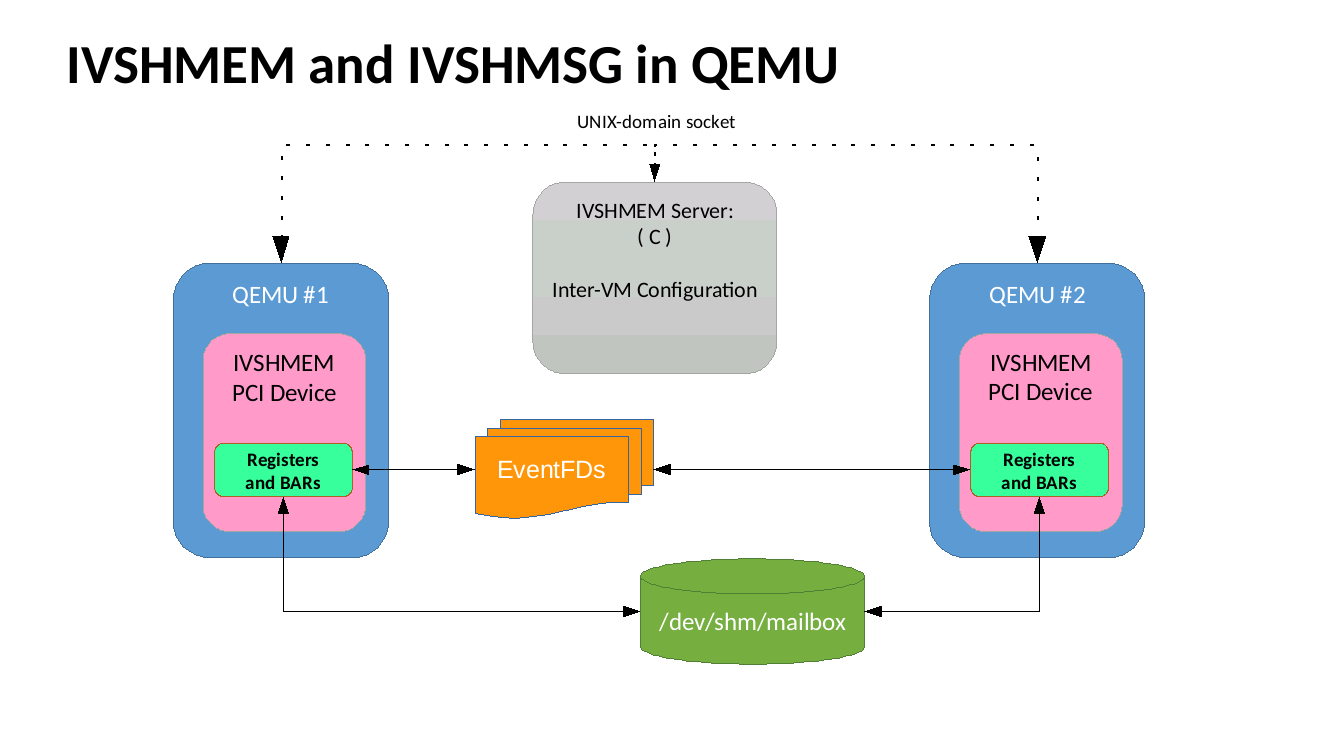 IVSHMEM and IVSHMSG in QEMU
UNIX-domain socket
IVSHMEM Server:
( C )
Inter-VM Configuration
QEMU #1
IVSHMEM
PCI Device
Registers
and BARs
EventFDs
QEMU #2
IVSHMEM
PCI Device
Registers
and BARs
/dev/shm/mailbox